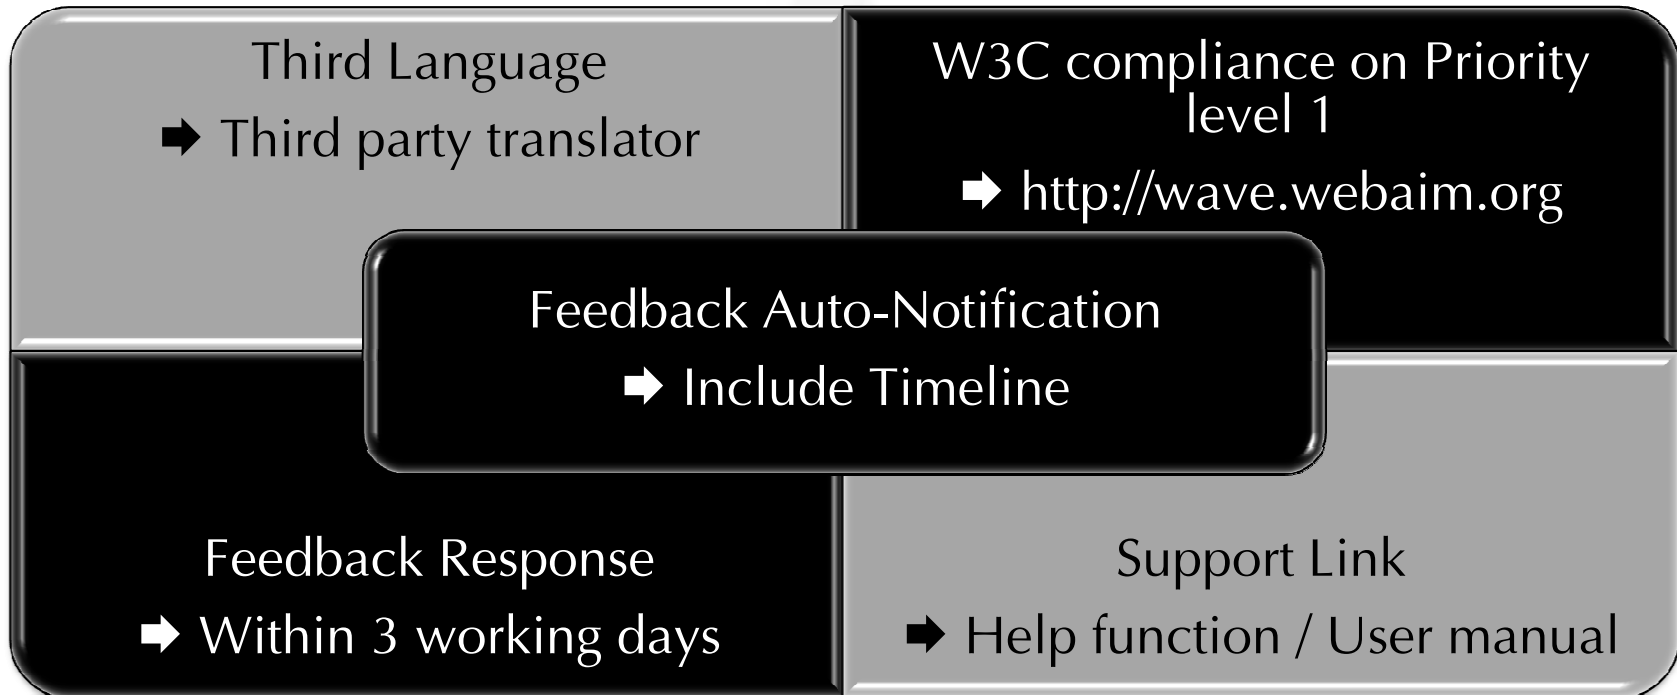 Third Language
➡ Third party translator
W3C compliance on Priority
level 1
➡ http://wave.webaim.org
Feedback Auto-Notification
➡ Include Timeline
Feedback Response
➡ Within 3 working days
Support Link
➡ Help function / User manual